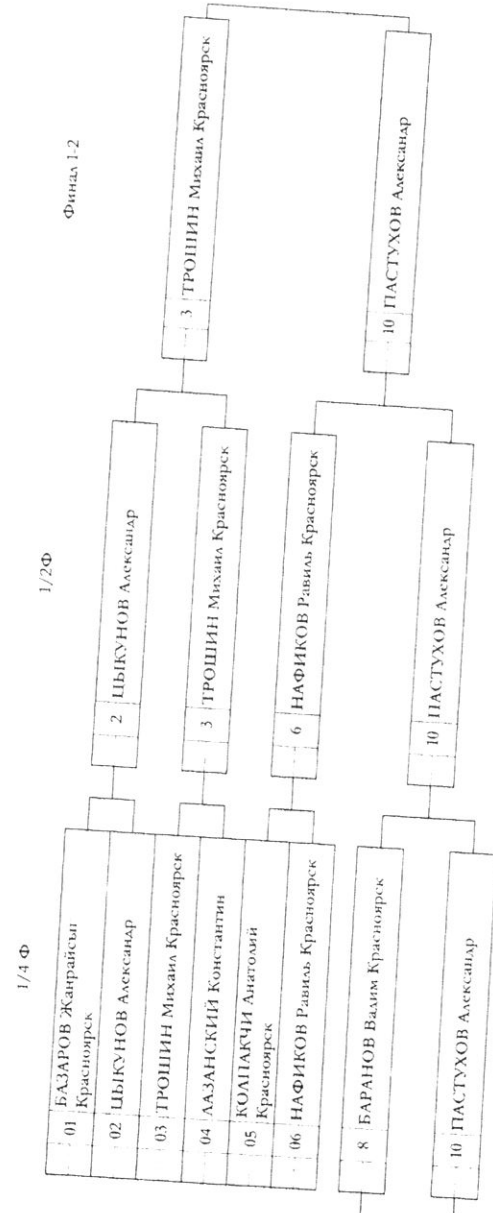 1/4 Ф
01 БАЗАРОВ Жанрайсын
Красноярск
02 ЦЫКУНОВ Александр
03 ТРОШИН Михаил Красноярск
04 ЛАЗАНСКИЙ Константин
05 КОЛПАКЧИ Анатолий
Красноярск
06 НАФИКОВ Равиль Красноярск
8 БАРАНОВ Вадим Красноярск
10 ПАСТУХОВ Александр
1/2Ф
2 ЦЫКУНОВ Александр
3 ТРОШИН Михаил Красноярск
6 НАФИКОВ Равиль Красноярск
10 ПАСТУХОВ Александр
Финал 1-2
3 ТРОШИН Михаил Красноярск
10 ПАСТУХОВ Александр